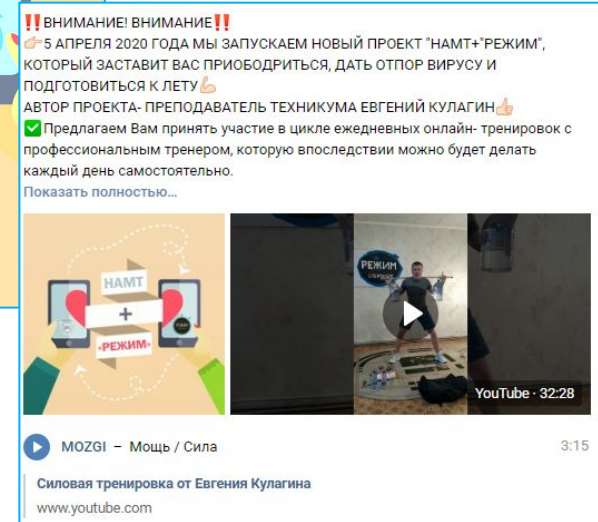 ‼ВНИМАНИЕ! ВНИМАНИЕ‼
👉5 АПРЕЛЯ 2020 ГОДА МЫ ЗАПУСКАЕМ НОВЫЙ ПРОЕКТ "НАМТ+"РЕЖИМ",
КОТОРЫЙ ЗАСТАВИТ ВАС ПРИОБОДРИТЬСЯ, ДАТЬ ОТПОР ВИРУСУ И
ПОДГОТОВИТЬСЯ К ЛЕТУ💪
АВТОР ПРОЕКТА- ПРЕПОДАВАТЕЛЬ ТЕХНИКУМА ЕВГЕНИЙ КУЛАГИН👍
✅Предлагаем Вам принять участие в цикле ежедневных онлайн- тренировок с
профессиональным тренером, которую впоследствии можно будет делать
каждый день самостоятельно.
Показать полностью…
НАМТ
+
«РЕЖИМ»
РЕЖИМ
YouTube · 32:28
MOZGI – Мощь / Сила 3:15
Силовая тренировка от Евгения Кулагина
www.youtube.com